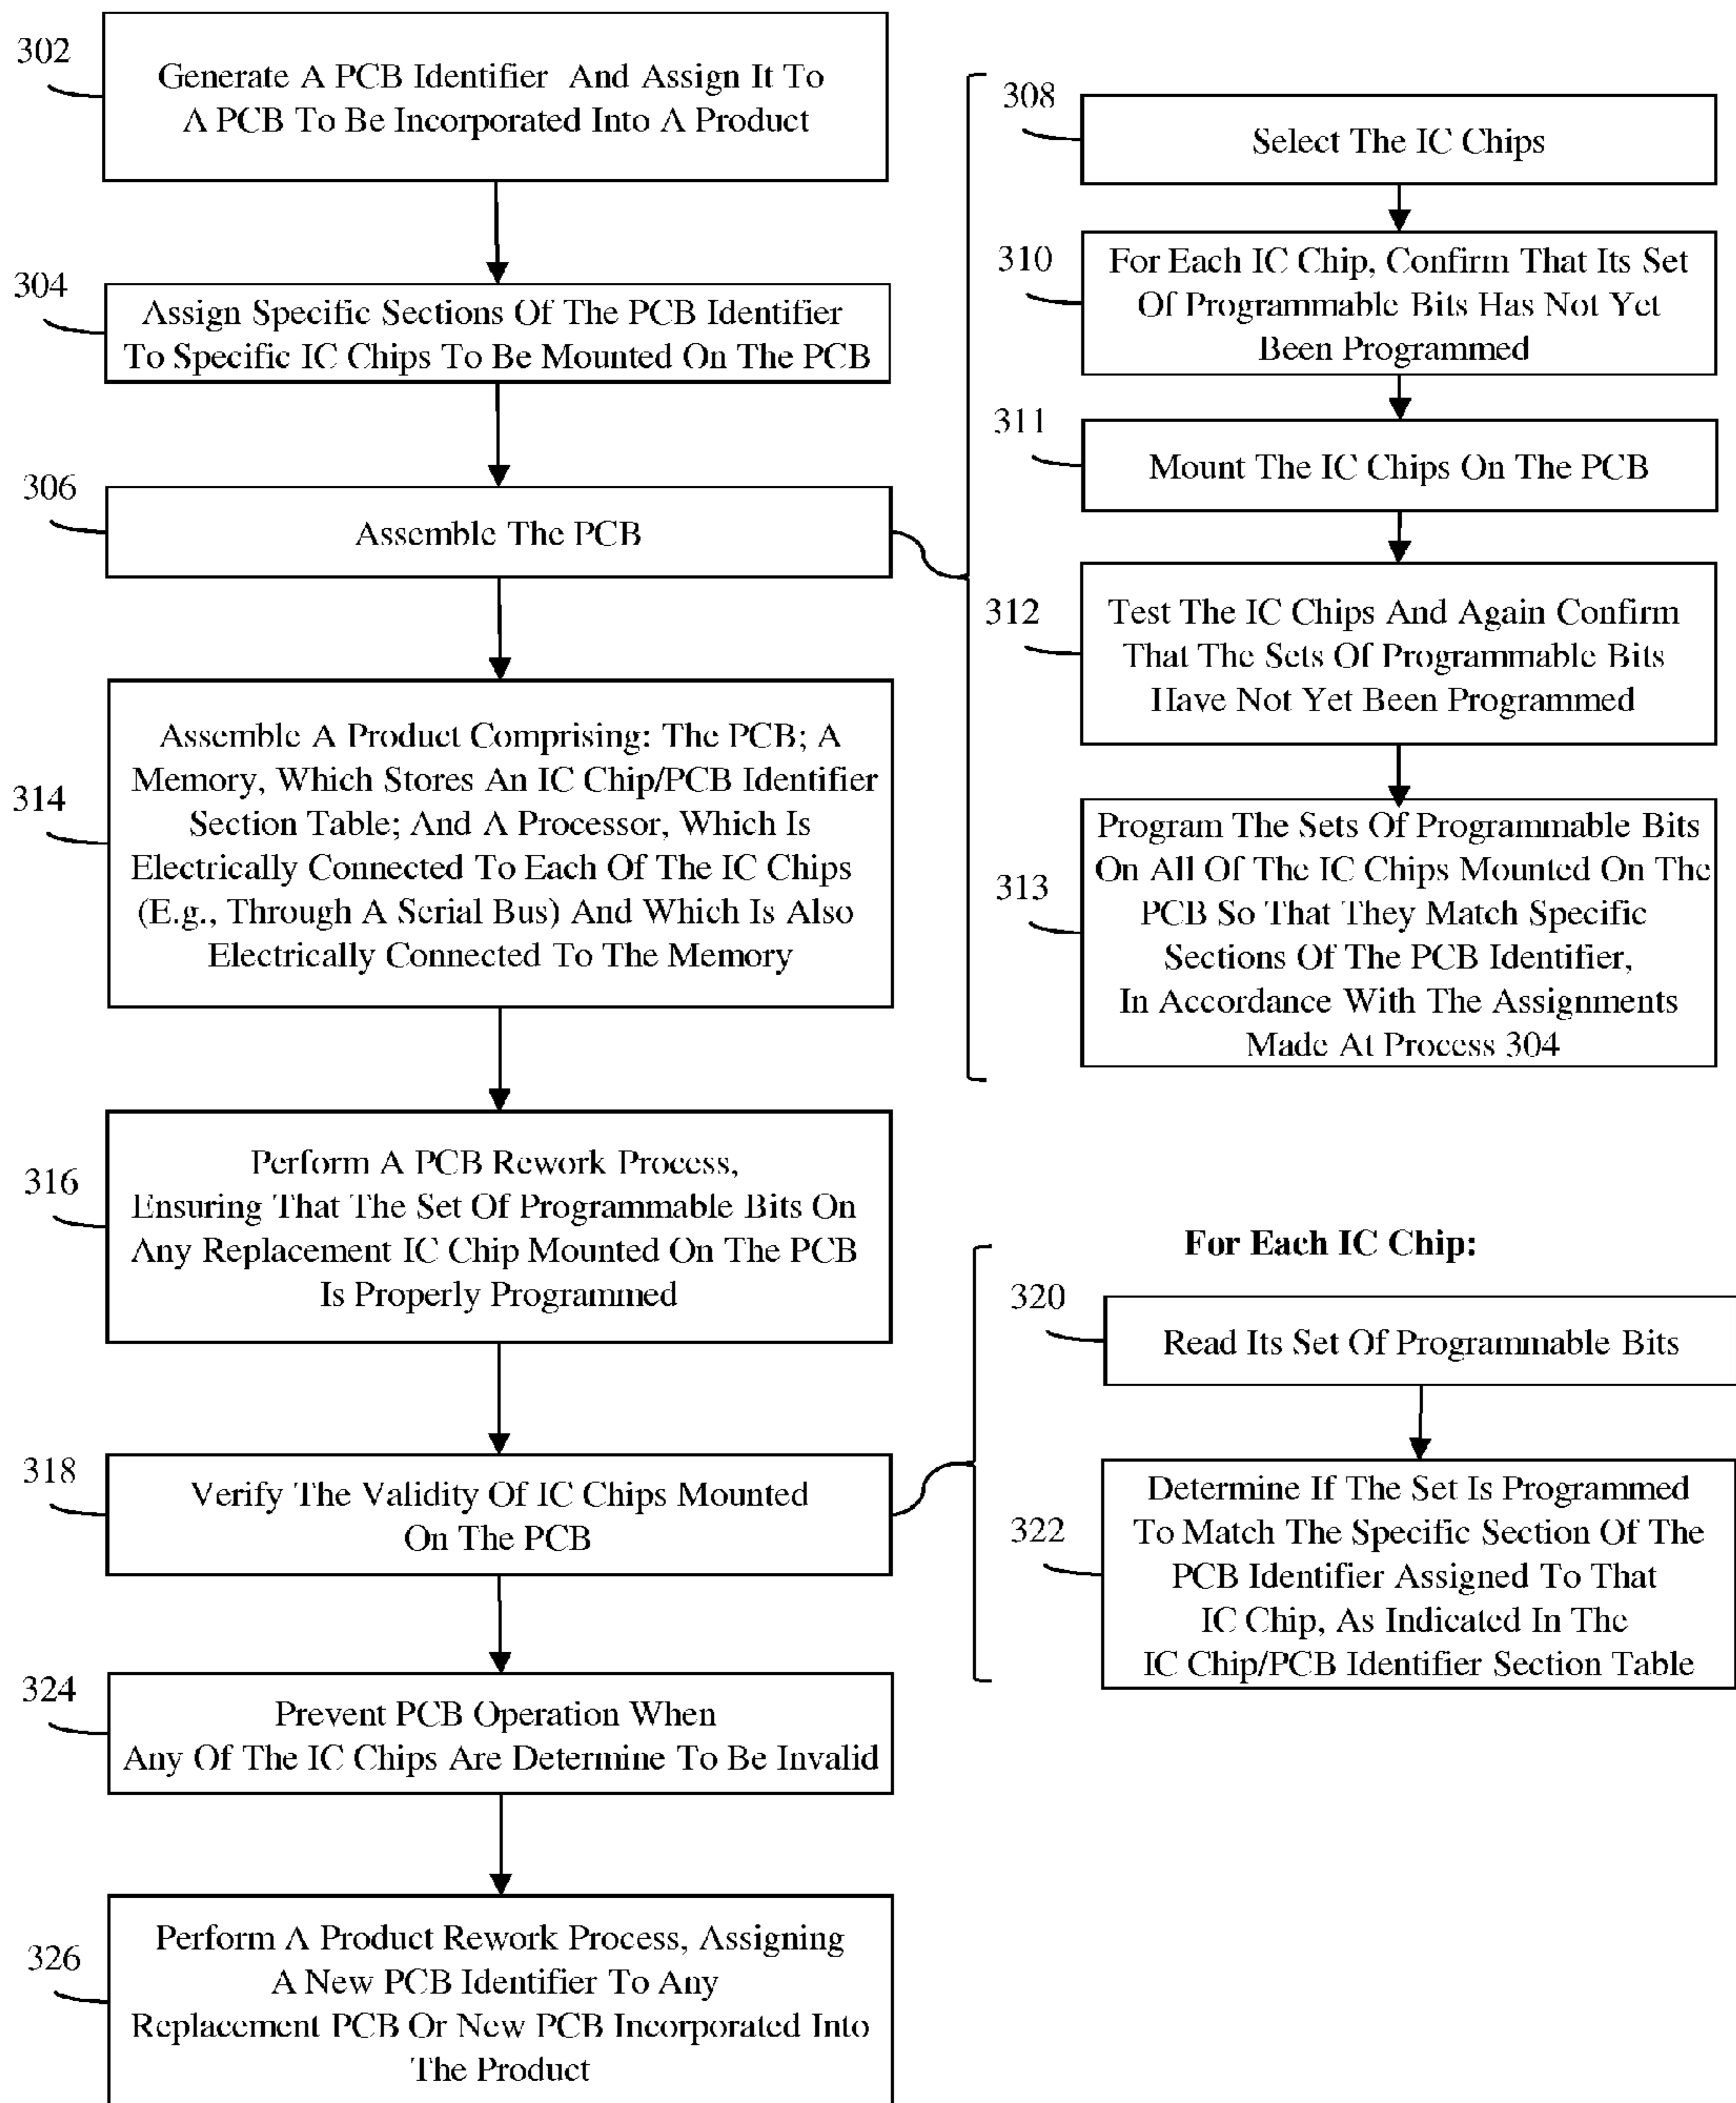 302
Generate A PCB Identifier And Assign It To
A PCB To Be Incorporated Into A Product
304
Assign Specific Sections Of The PCB Identifier
To Specific IC Chips To Be Mounted On The PCB
306
Assemble The PCB
308
Select The IC Chips
310
For Each IC Chip, Confirm That Its Set
Of Programmable Bits Has Not Yet
Been Programmed
311
Mount The IC Chips On The PCB
312
Test The IC Chips And Again Confirm
That The Sets Of Programmable Bits
Have Not Yet Been Programmed
313
Program The Sets Of Programmable Bits
On All Of The IC Chips Mounted On The
PCB So That They Match Specific
Sections Of The PCB Identifier,
In Accordance With The Assignments
Made At Process 304
314
Assemble A Product Comprising: The PCB; A
Memory, Which Stores An IC Chip/PCB Identifier
Section Table; And A Processor, Which Is
Electrically Connected To Each Of The IC Chips
(E.g., Through A Serial Bus) And Which Is Also
Electrically Connected To The Memory
316
Perform A PCB Rework Process,
Ensuring That The Set Of Programmable Bits On
Any Replacement IC Chip Mounted On The PCB
Is Properly Programmed
318
Verify The Validity Of IC Chips Mounted
On The PCB
For Each IC Chip:
320
Read Its Set Of Programmable Bits
322
Determine If The Set Is Programmed
To Match The Specific Section Of The
PCB Identifier Assigned To That
IC Chip, As Indicated In The
IC Chip/PCB Identifier Section Table
324
Prevent PCB Operation When
Any Of The IC Chips Are Determine To Be Invalid
326
Perform A Product Rework Process, Assigning
A New PCB Identifier To Any
Replacement PCB Or New PCB Incorporated Into
The Product